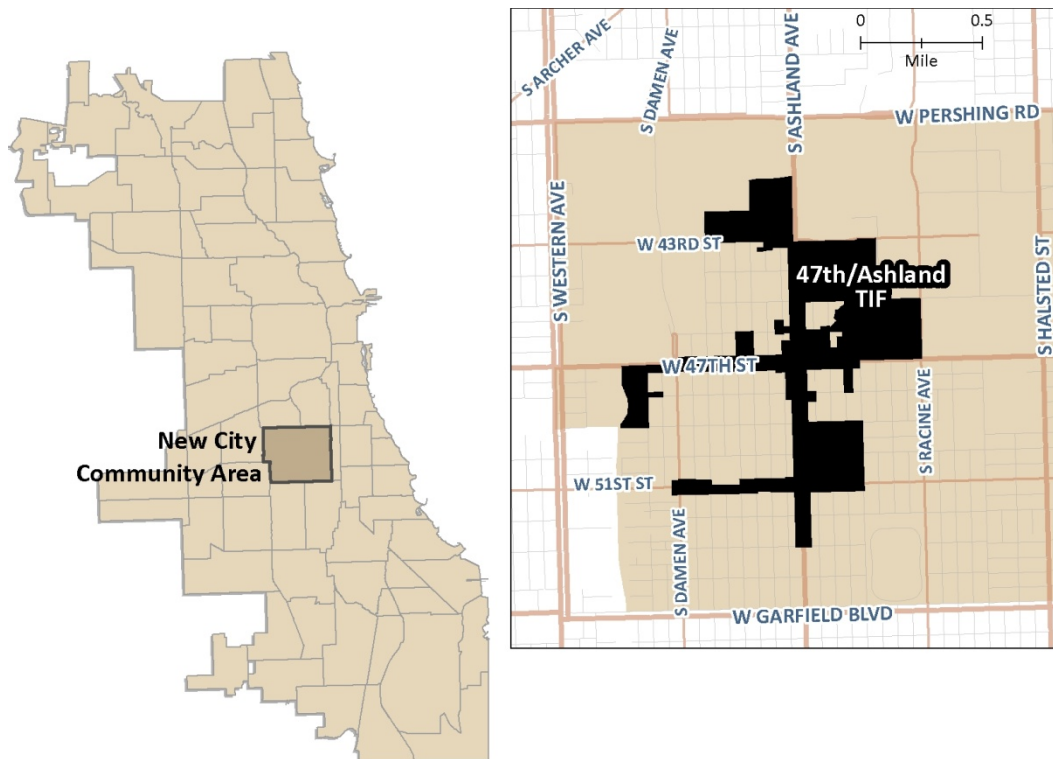 New City
Community Area
0 0.5
Mile
S ARCHER AVE
S DAMEN AVE
S ASHLAND AVE
W PERSHING RD
S WESTERN AVE
W 43RD ST
47th/Ashland
TIF
S HALSTED ST
W 47TH ST
S RACINE AVE
W 51ST ST
S DAMEN AVE
W GARFIELD BLVD